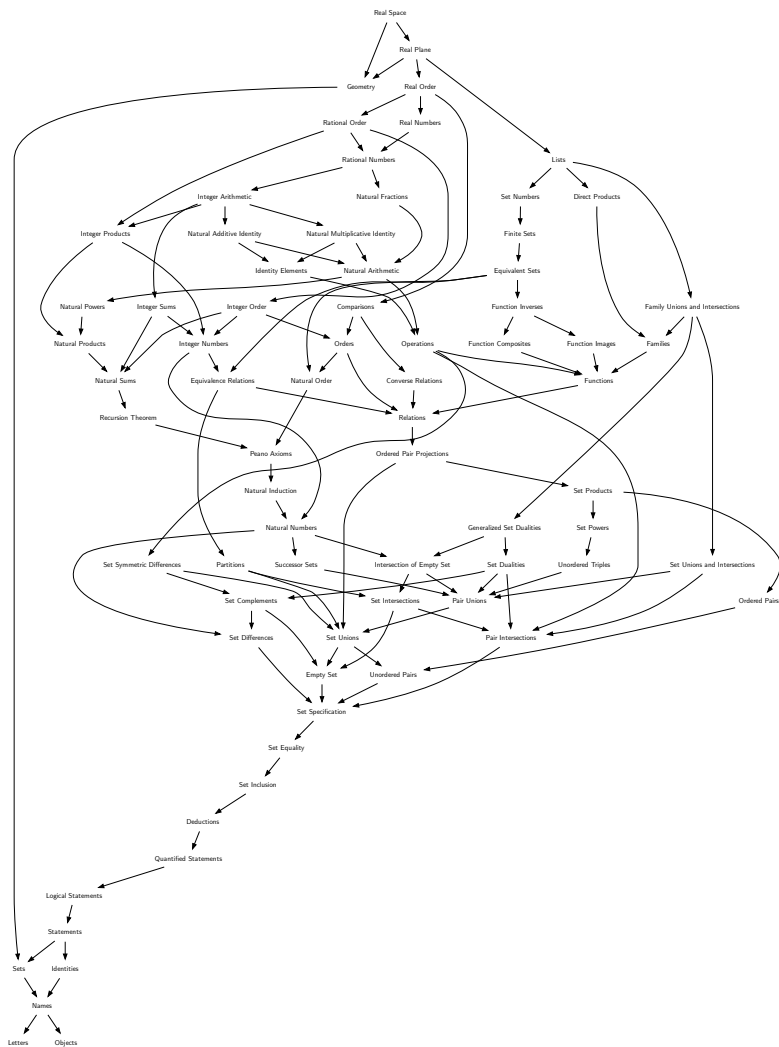 Real Space
Real Plane
Geometry
Real Order
Rational Order
Real Numbers
Rational Numbers
Lists
Integer Arithmetic
Natural Fractions
Set Numbers
Direct Products
Integer Products
Natural Additive Identity
Natural Multiplicative Identity
Finite Sets
Identity Elements
Natural Arithmetic
Equivalent Sets
Natural Powers
Integer Sums
Integer Order
Comparisons
Function Inverses
Family Unions and Intersections
Natural Products
Integer Numbers
Orders
Operations
Function Composites
Function Images
Families
Natural Sums
Equivalence Relations
Natural Order
Converse Relations
Functions
Recursion Theorem
Relations
Peano Axioms
Ordered Pair Projections
Natural Induction
Set Products
Natural Numbers
Generalized Set Dualities
Set Powers
Set Symmetric Differences
Partitions
Successor Sets
Intersection of Empty Set
Set Dualities
Unordered Triples
Set Unions and Intersections
Set Complements
Set Intersections
Pair Unions
Ordered Pairs
Set Differences
Set Unions
Pair Intersections
Empty Set
Unordered Pairs
Set Specification
Set Equality
Set Inclusion
Deductions
Quantified Statements
Logical Statements
Statements
Sets
Identities
Names
Letters
Objects